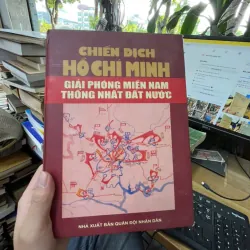 CHIẾN DỊCH
HỒ CHÍ MINH
GIẢI PHÓNG MIỀN NAM
THỐNG NHẤT ĐẤT NƯỚC
NHÀ XUẤT BẢN QUÂN ĐỘI NHÂN DÂN